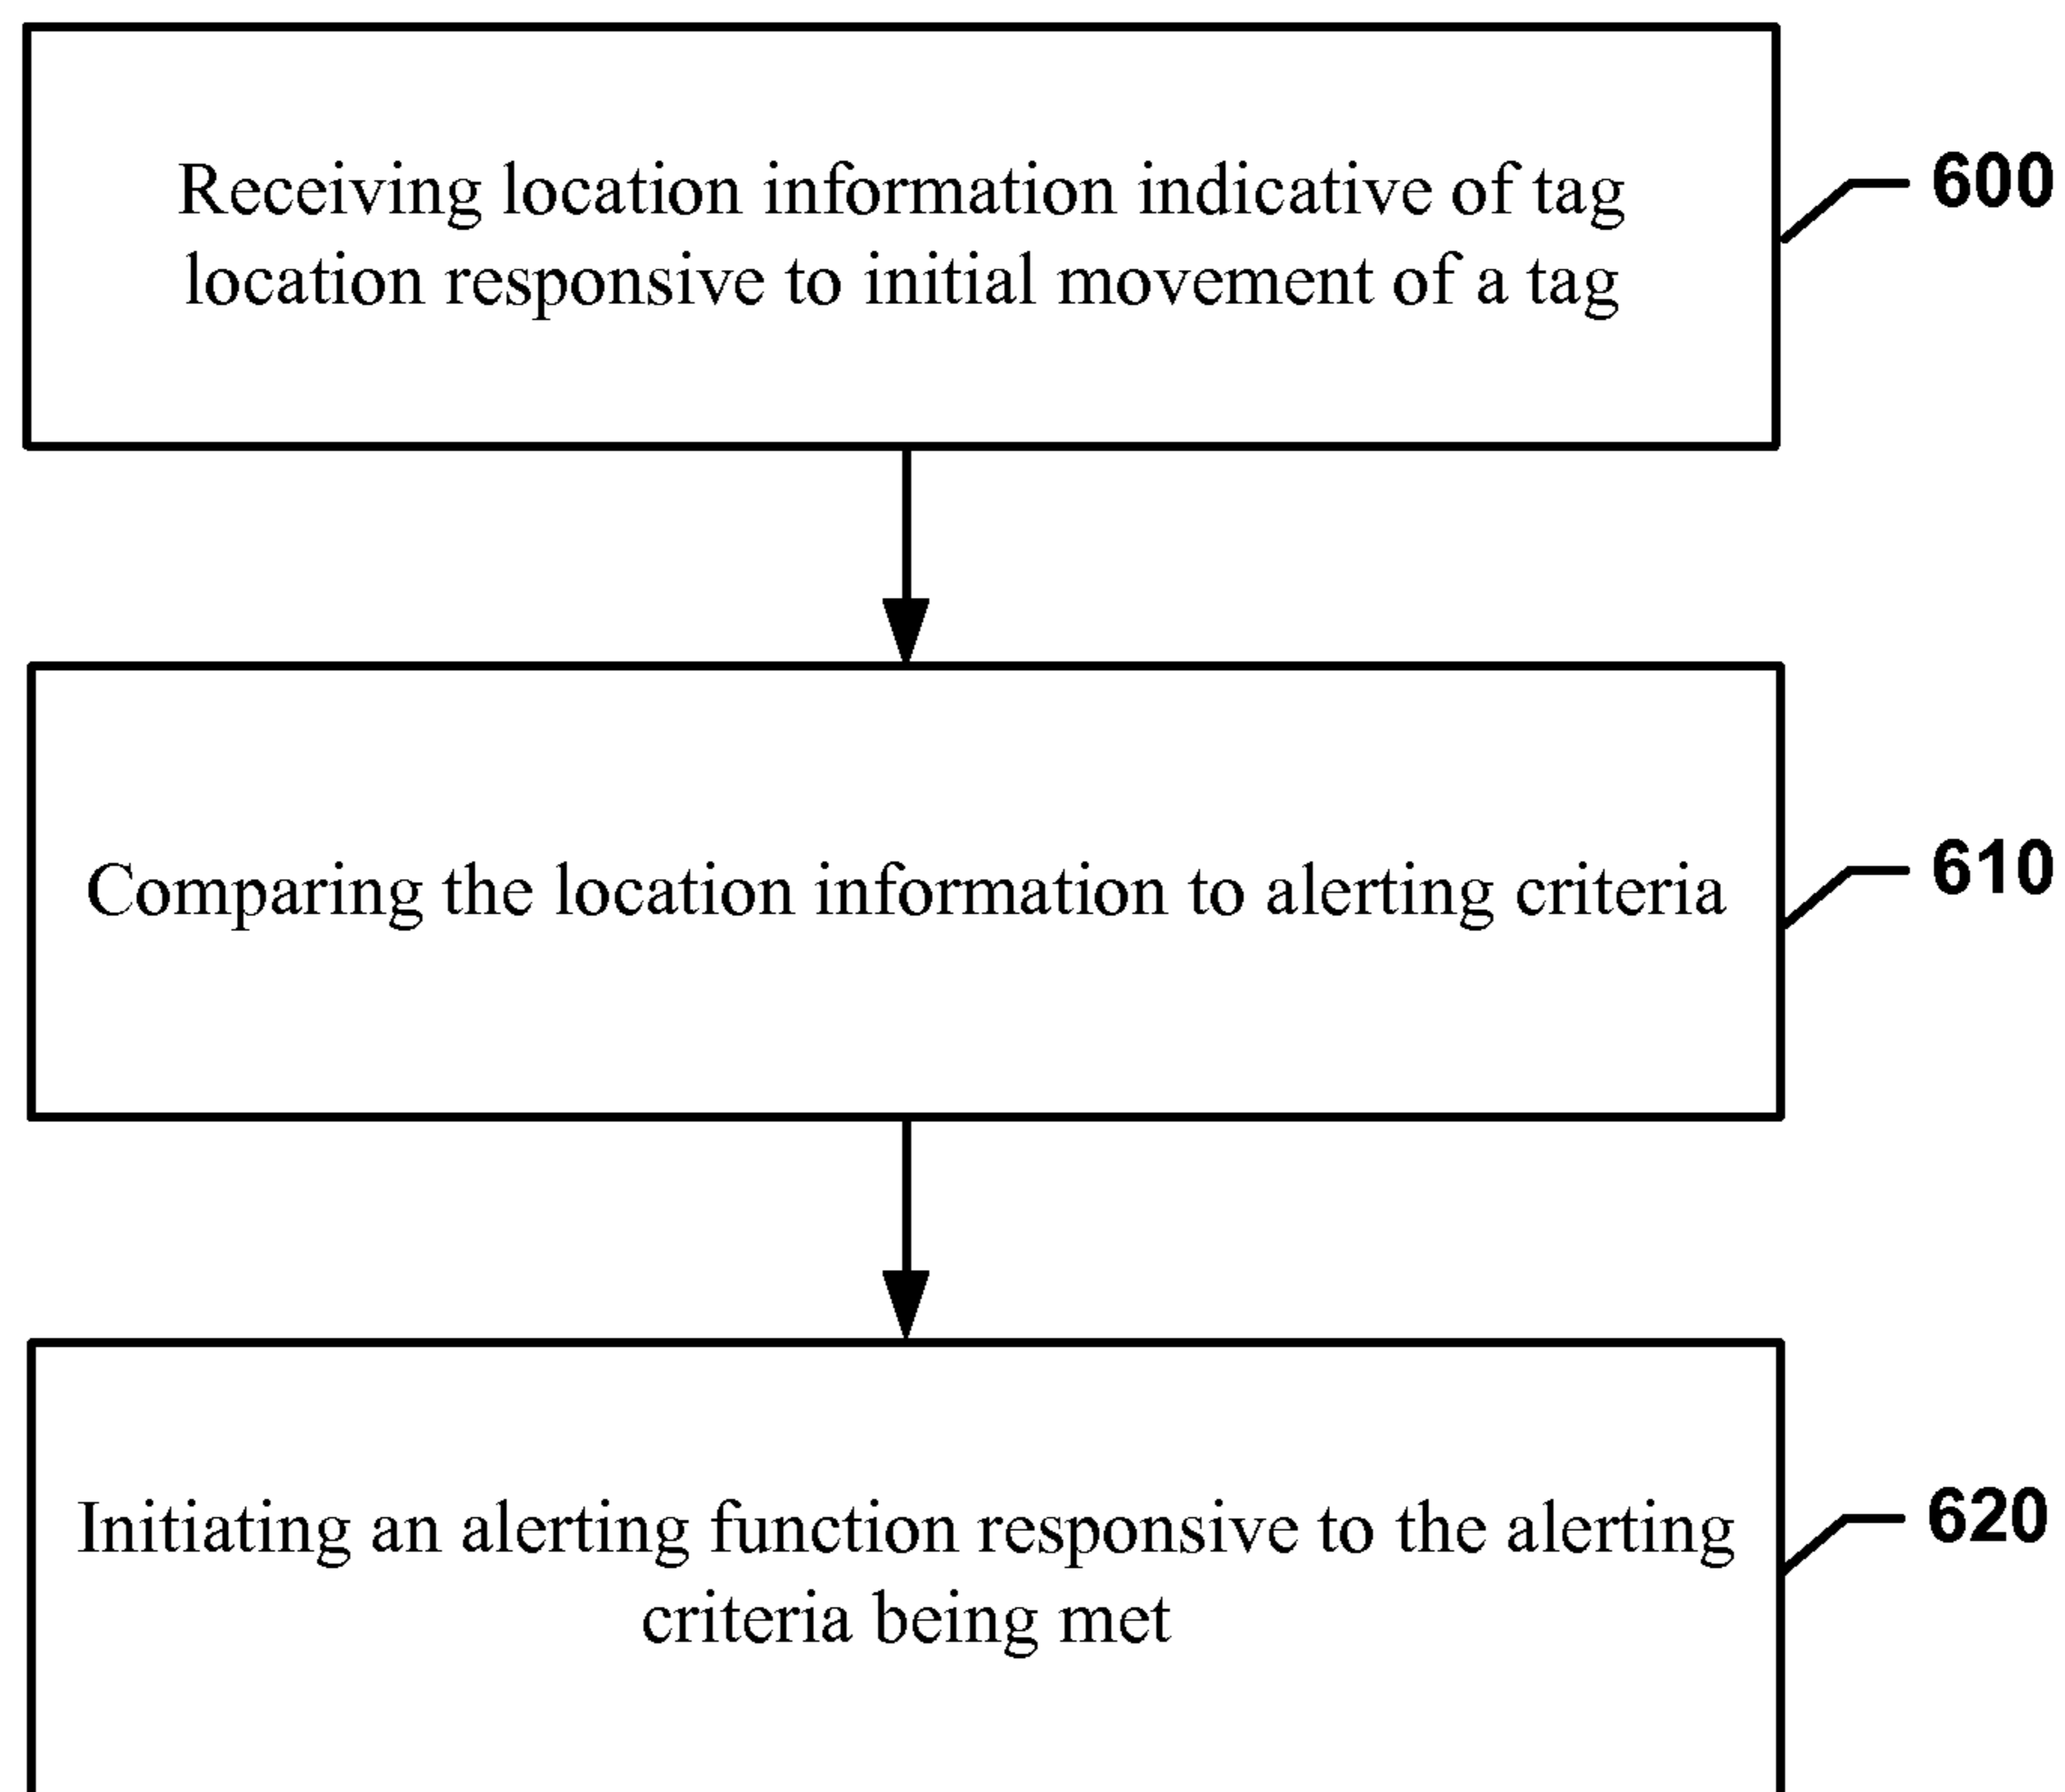 Receiving location information indicative of tag
location responsive to initial movement of a tag
600
Comparing the location information to alerting criteria
610
Initiating an alerting function responsive to the alerting
criteria being met
620